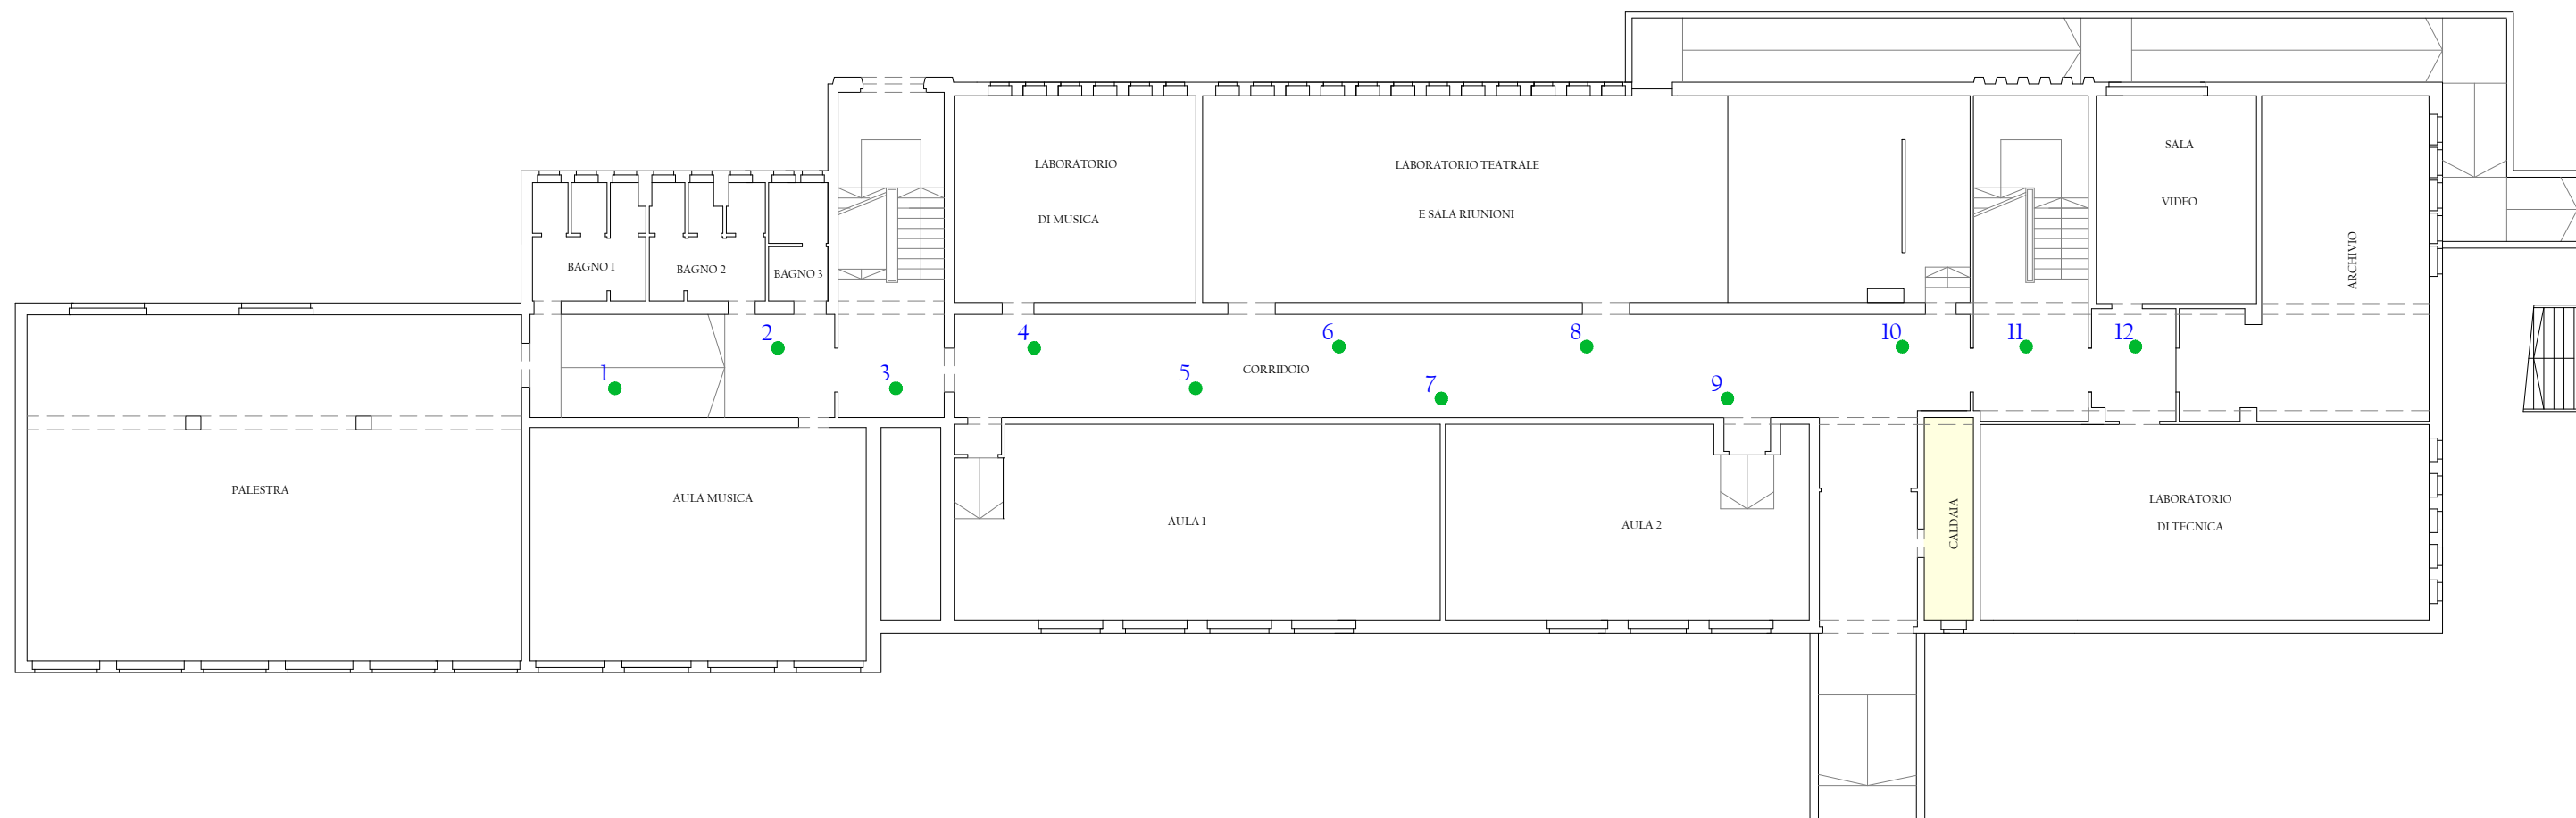 SALA
LABORATORIO
LABORATORIO TEATRALE
VIDEO
DI MUSICA
E SALA RIUNIONI
ARCHIVIO
BAGNO 1
BAGNO 2
BAGNO 3
2
4
6
8
10
11
12
1
3
5
CORRIDOIO
7
9
PALESTRA
AULA MUSICA
AULA 1
AULA 2
CALDAIA
LABORATORIO
DI TECNICA